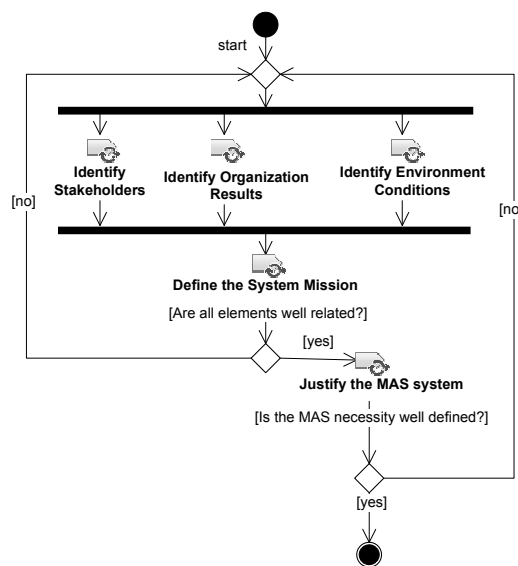 start
Identify
Stakeholders
Identify Organization
Results
Identify Environment
Conditions
[no]
[no
Define the System Mission
[Are all elements well related?]
[yes]
Justify the MAS system
[Is the MAS necessity well defined?]
[yes]